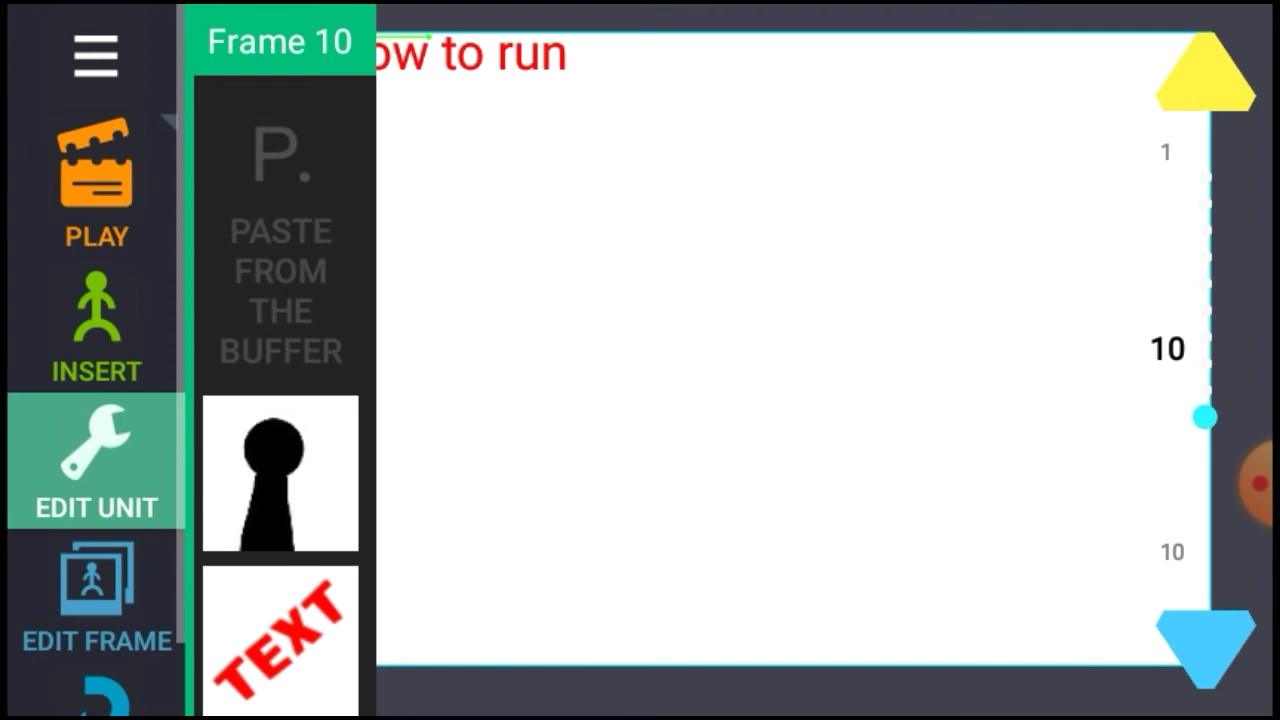 Frame 10
ow to run
PLAY
INSERT
EDIT UNIT
EDIT FRAME
P.
PASTE
FROM
THE
BUFFER
TEXT
1
10
10